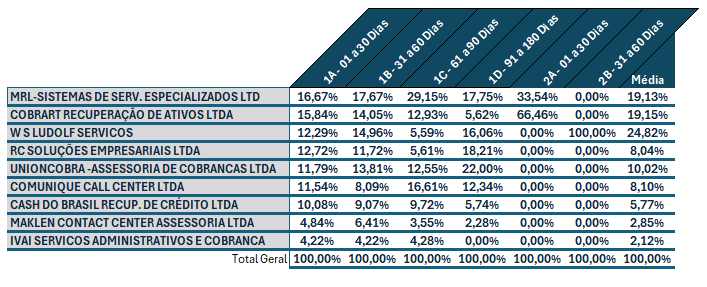 1A - 01 a 30 Dias 1B - 31 a 60 Dias 1C - 61 a 90 Dias 1D - 91 a 180 Dias 2A - 01 a 30 Dias 2B - 31 a 60 Dias Média
MRL-SISTEMAS DE SERV. ESPECIALIZADOS LTD 16,67% 17,67% 29,15% 17,75% 33,54% 0,00% 19,13%
COBRART RECUPERAÇÃO DE ATIVOS LTDA 15,84% 14,05% 12,93% 5,62% 66,46% 0,00% 19,15%
W S LUDOLF SERVICOS 12,29% 14,96% 5,59% 16,06% 0,00% 100,00% 24,82%
RC SOLUÇÕES EMPRESARIAIS LTDA 12,72% 11,72% 5,61% 18,21% 0,00% 0,00% 8,04%
UNIONCOBRA -ASSESSORIA DE COBRANCAS LTDA 11,79% 13,81% 12,55% 22,00% 0,00% 0,00% 10,02%
COMUNIQUE CALL CENTER LTDA 11,54% 8,09% 16,61% 12,34% 0,00% 0,00% 8,10%
CASH DO BRASIL RECUP. DE CRÉDITO LTDA 10,08% 9,07% 9,72% 5,74% 0,00% 0,00% 5,77%
MAKLEN CONTACT CENTER ASSESSORIA LTDA 4,84% 6,41% 3,55% 2,28% 0,00% 0,00% 2,85%
IVAI SERVICOS ADMINISTRATIVOS E COBRANCA 4,22% 4,22% 4,28% 0,00% 0,00% 0,00% 2,12%
Total Geral 100,00% 100,00% 100,00% 100,00% 100,00% 100,00% 100,00%